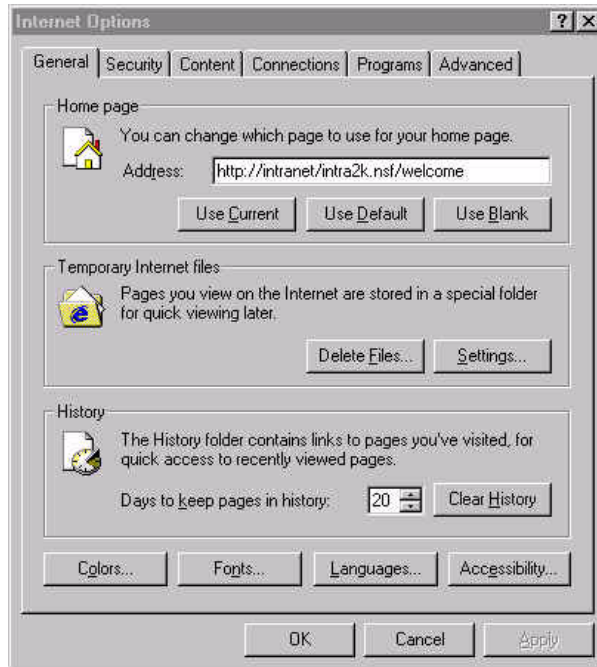 Internet Options
General Security Content Connections Programs Advanced
Home page
You can change which page to use for your home page.
Address: http://intranet/intra2k.nsf/welcome
Use Current Use Default Use Blank
Temporary Internet files
Pages you view on the Internet are stored in a special folder
for quick viewing later.
Delete Files... Settings...
History
The History folder contains links to pages you've visited, for
quick access to recently viewed pages.
Days to keep pages in history: 20 Clear History
Colors... Fonts... Languages... Accessibility...
OK Cancel Apply